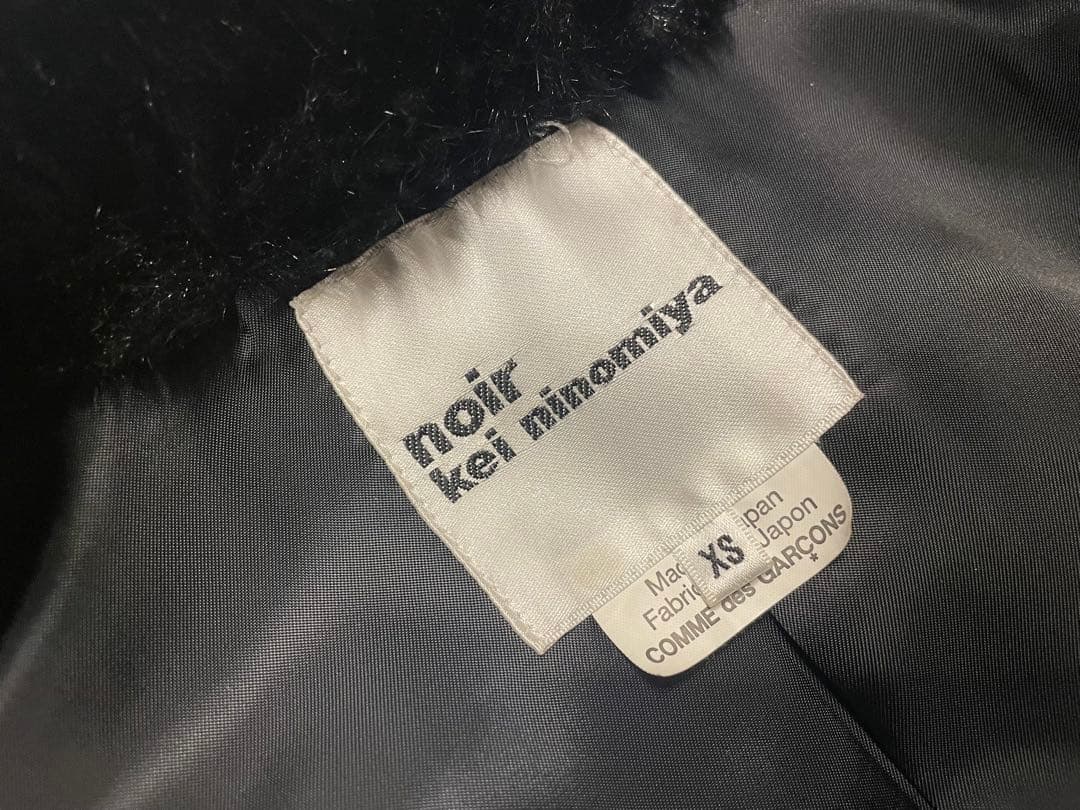 noir
kei ninomiya
XS
Japon
COMME des GARÇONS
*